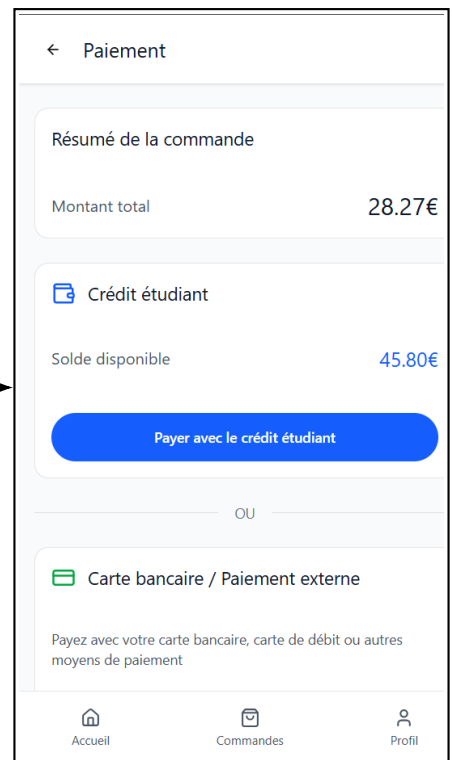 Paiement
Résumé de la commande
Montant total
28.27€
Crédit étudiant
Solde disponible
45.80€
Payer avec le crédit étudiant
OU
Carte bancaire / Paiement externe
Payez avec votre carte bancaire, carte de débit ou autres
moyens de paiement
Accueil
Commandes
Profil